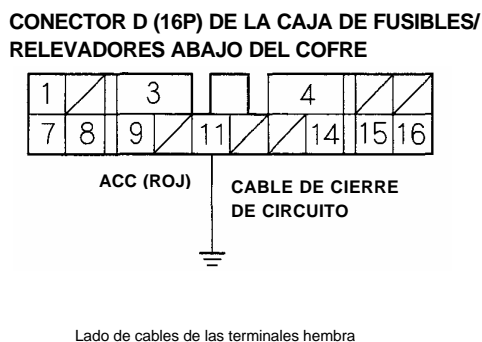 CONECTOR D (16P) DE LA CAJA DE FUSIBLES/
RELEVADORES ABAJO DEL COFRE
1 3 4
7 8 9 11 14 15 16
ACC (ROJ)
CABLE DE CIERRE
DE CIRCUITO
Lado de cables de las terminales hembra